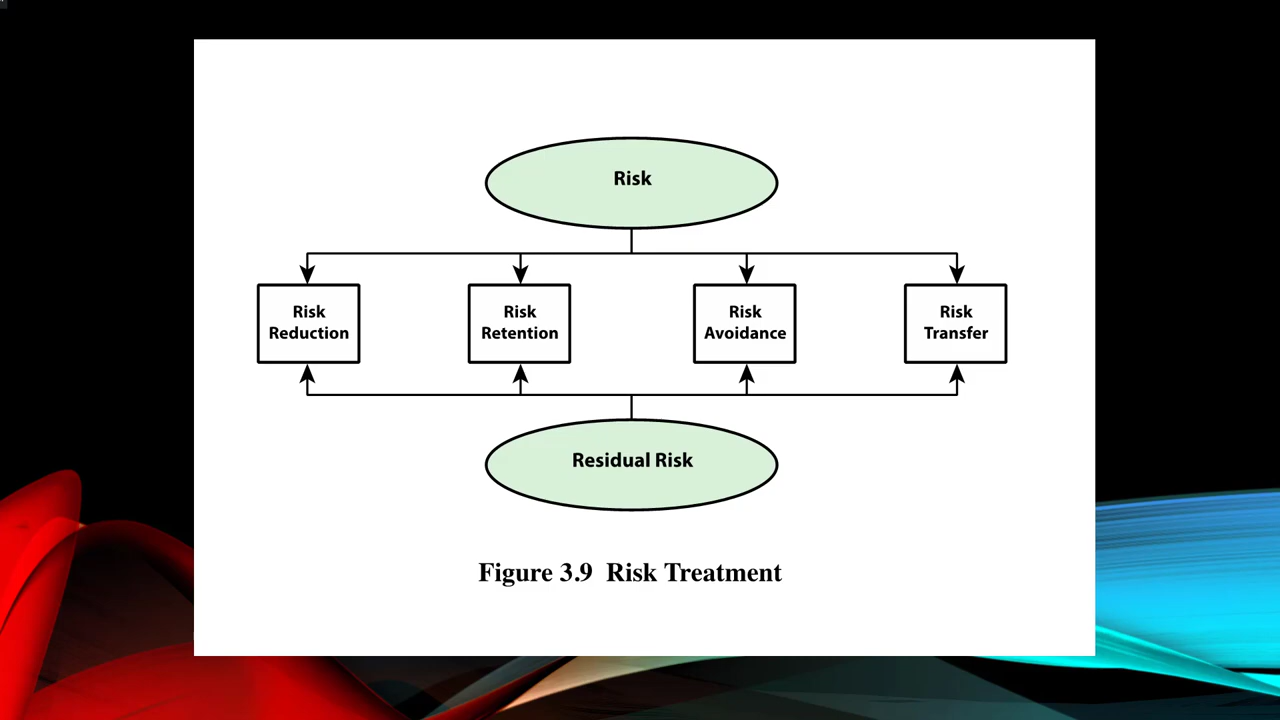 Risk
Risk
Reduction
Risk
Retention
Risk
Avoidance
Risk
Transfer
Residual Risk
Figure 3.9 Risk Treatment